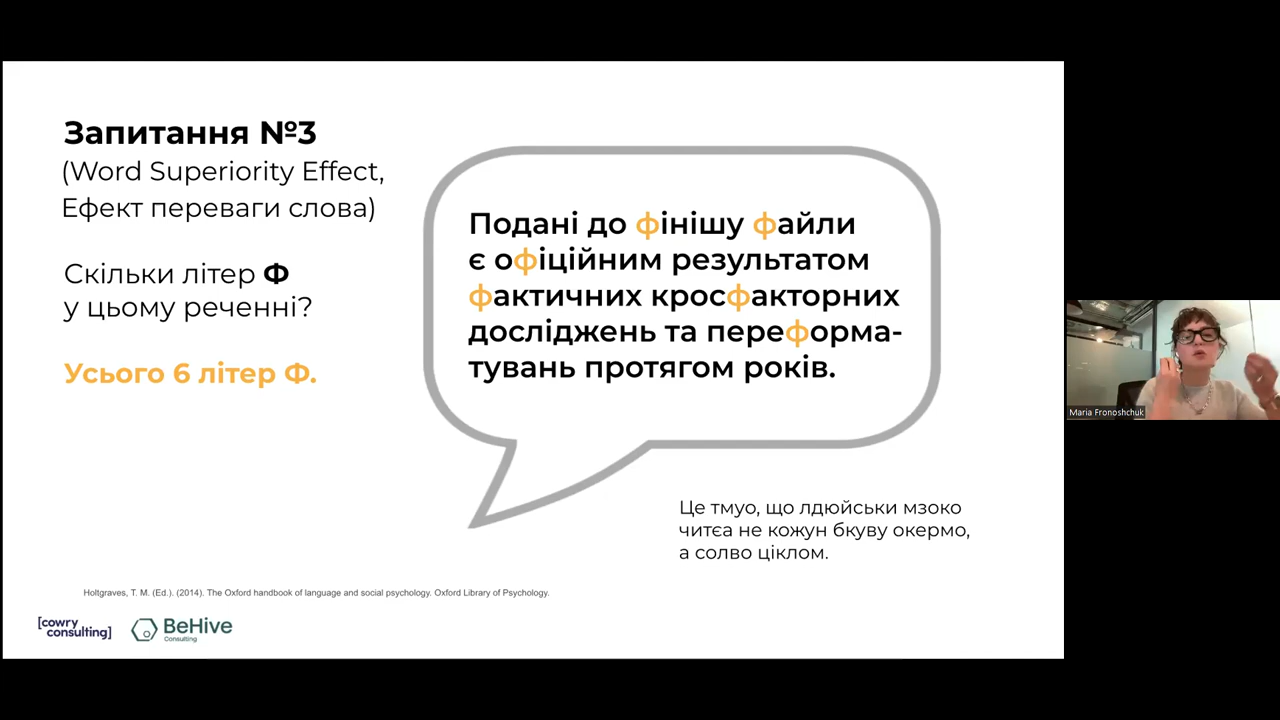 Запитання №3
(Word Superiority Effect,
Ефект переваги слова)
Скільки літер Ф
у цьому реченні?
Усього 6 літер Ф.
Подані до фінішу файли
є офіційним результатом
фактичних кросфакторних
досліджень та переформа-
тувань протягом років.
Це тмуо, що лдюйськи мзоко
читєа не кожун бкуву окермо,
а солво ціклом.
Holtgraves, T. M. (Ed.). (2014). The Oxford handbook of language and social psychology. Oxford Library of Psychology.
[cowry
consulting]
BeHive
Consulting
Maria Fronoshchuk